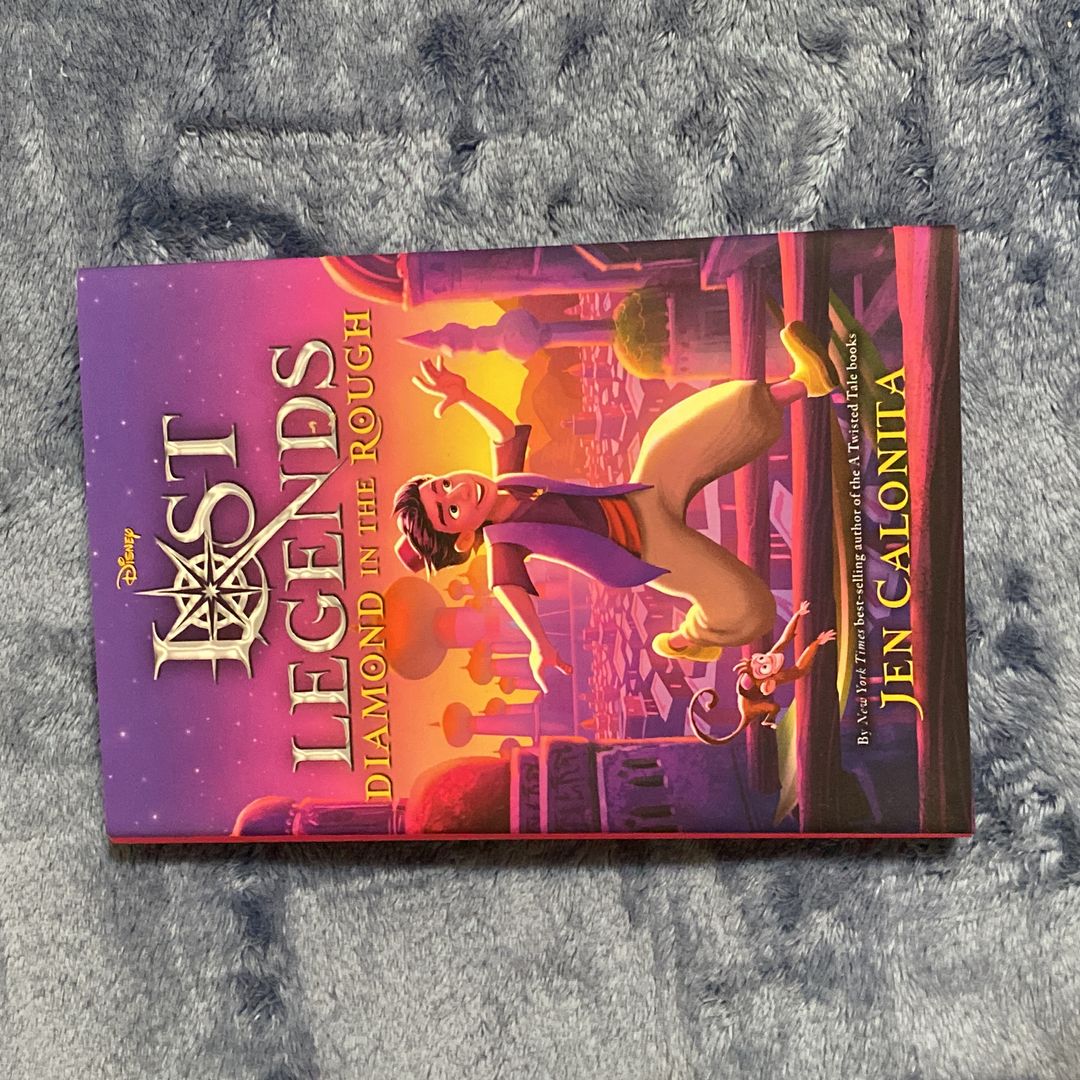 Disney
LOST
LEGENDS
DIAMOND IN THE ROUGH
By New York Times best-selling author of the A Twisted Tale books
JEN CALONITA